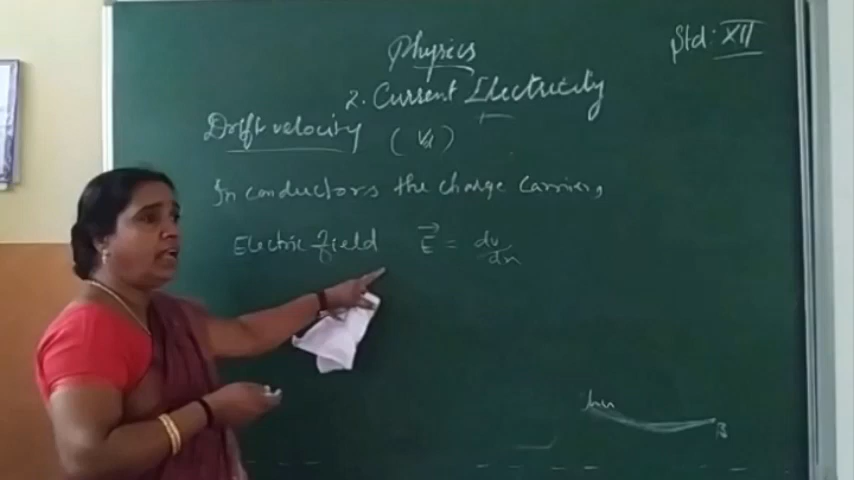 Physics
Std: XII
2. Current Electricity
Drift velocity (Vd)
In conductors the charge carriers
Electric field E⃗ = dv/dx
B